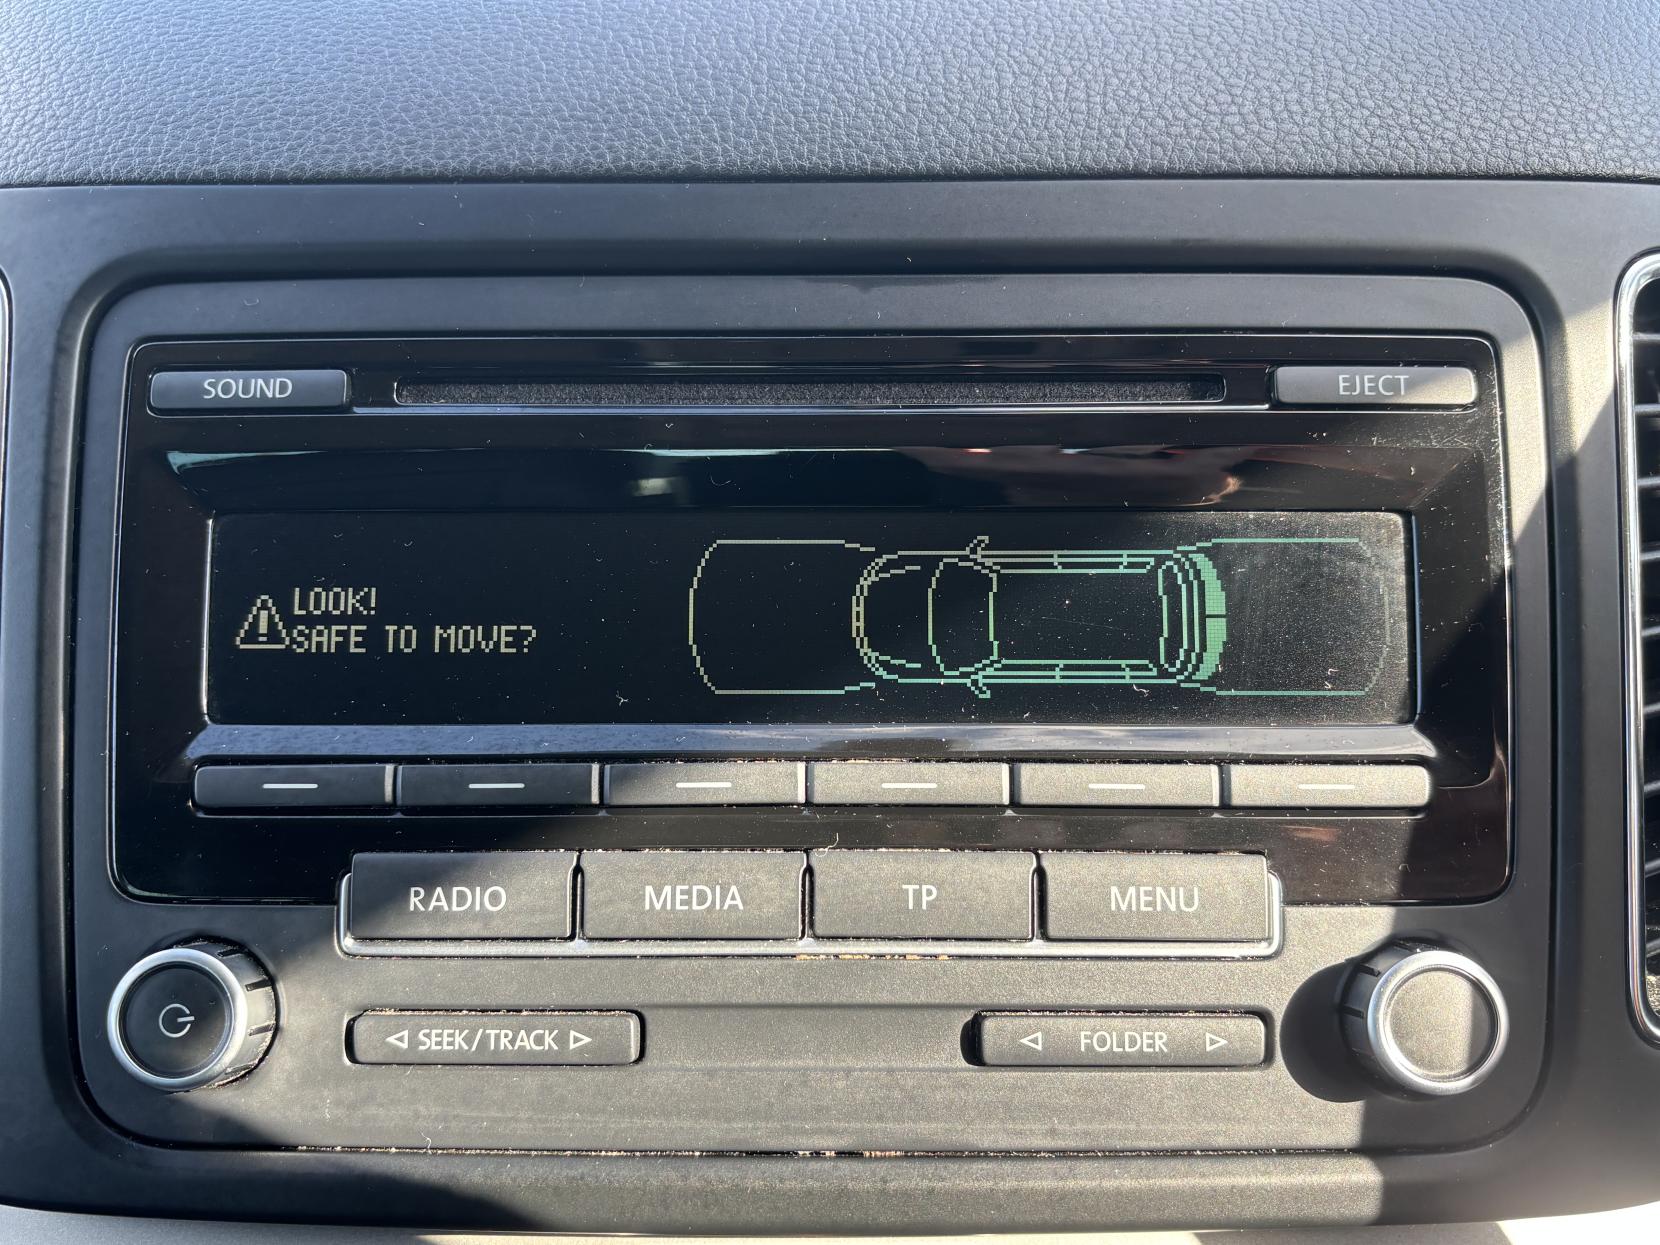 SOUND
EJECT
LOOK!
SAFE TO MOVE?
RADIO
MEDIA
TP
MENU
SEEK/TRACK
FOLDER